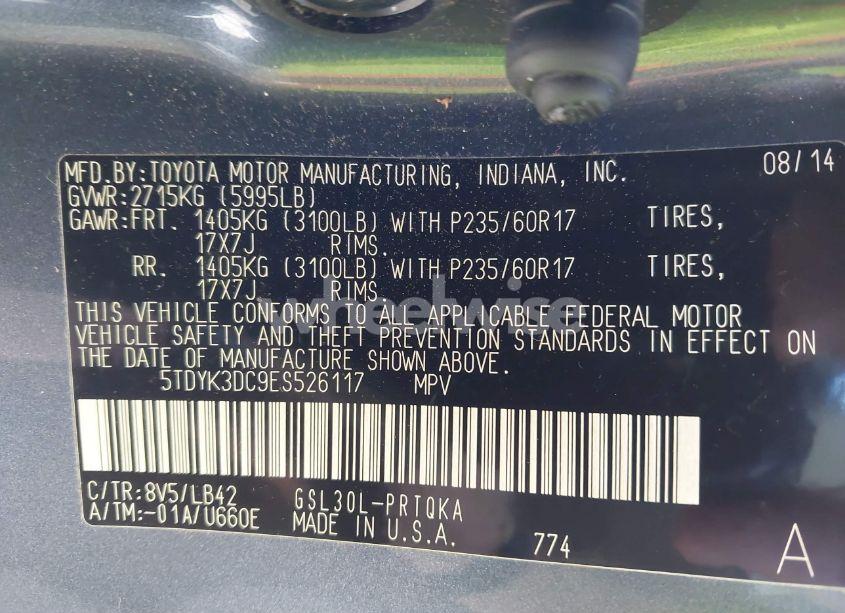 MFD.BY:TOYOTA MOTOR MANUFACTURING, INDIANA, INC. 08/14
GVWR:2715KG (5995LB)
GAWR:FRT. 1405KG (3100LB) WITH P235/60R17 TIRES,
17X7J RIMS.
RR. 1405KG (3100LB) WITH P235/60R17 TIRES,
17X7J RIMS.
wheelwise
THIS VEHICLE CONFORMS TO ALL APPLICABLE FEDERAL MOTOR
VEHICLE SAFETY AND THEFT PREVENTION STANDARDS IN EFFECT ON
THE DATE OF MANUFACTURE SHOWN ABOVE.
5TDYK3DC9ES526117 MPV
C/TR:8V5/LB42 GSL30L-PRTQKA
A/TM:-01A/U660E MADE IN U.S.A. 774 A